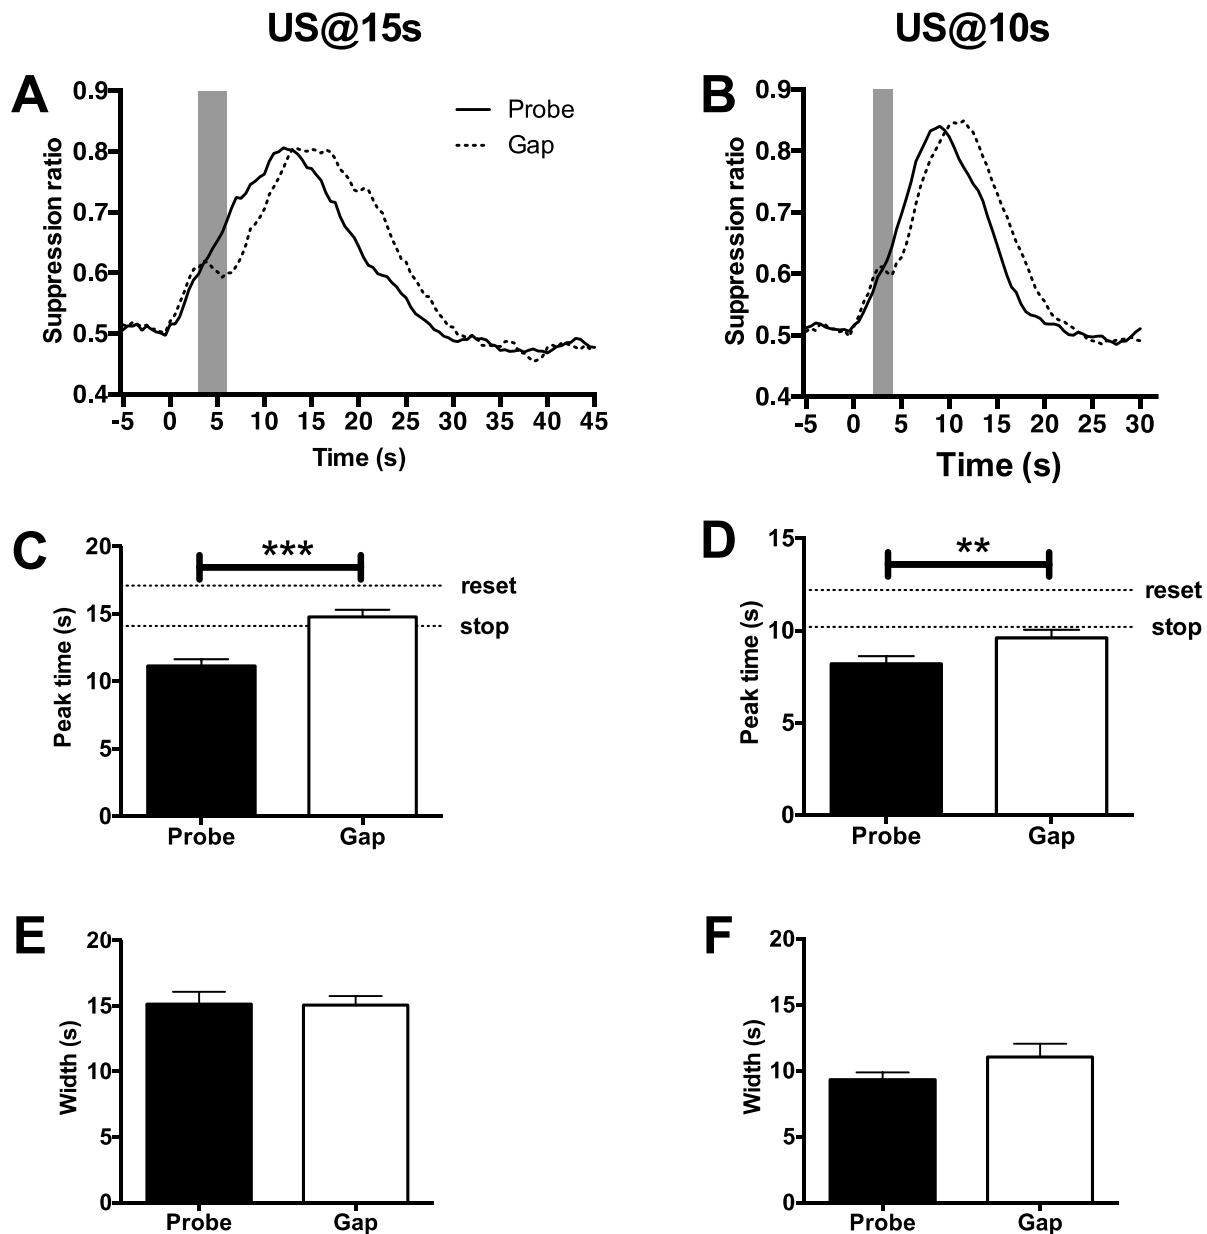 US@15s
US@10s
A
Suppression ratio
0.9
0.8
0.7
0.6
0.5
0.4
-5 0 5 10 15 20 25 30 35 40 45
Time (s)
Probe
Gap
B
Suppression ratio
0.9
0.8
0.7
0.6
0.5
0.4
-5 0 5 10 15 20 25 30
Time (s)
C
Peak time (s)
20
15
10
5
0
***
reset
stop
Probe Gap
D
Peak time (s)
15
10
5
0
**
reset
stop
Probe Gap
E
Width (s)
20
15
10
5
0
Probe Gap
F
Width (s)
20
15
10
5
0
Probe Gap